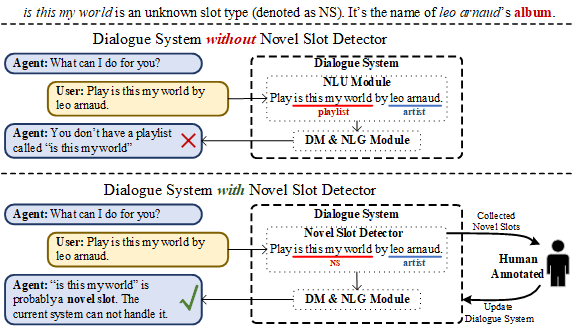 is this my world is an unknown slot type (denoted as NS). It's the name of leo arnaud's album.
Dialogue System without Novel Slot Detector
Agent: What can I do for you?
User: Play is this my world by
leo arnaud.
Agent: You don't have a playlist
called "is this my world"
Dialogue System
NLU Module
Play is this my world by leo arnaud.
playlist
artist
DM & NLG Module
Dialogue System with Novel Slot Detector
Agent: What can I do for you?
User: Play is this my world by
leo arnaud.
Agent: "is this my world" is
probably a novel slot. The
current system can not handle it.
Dialogue System
Novel Slot Detector
Play is this my world by leo arnaud.
NS
artist
DM & NLG Module
Collected
Novel Slots
Human
Annotated
Update
Dialogue System